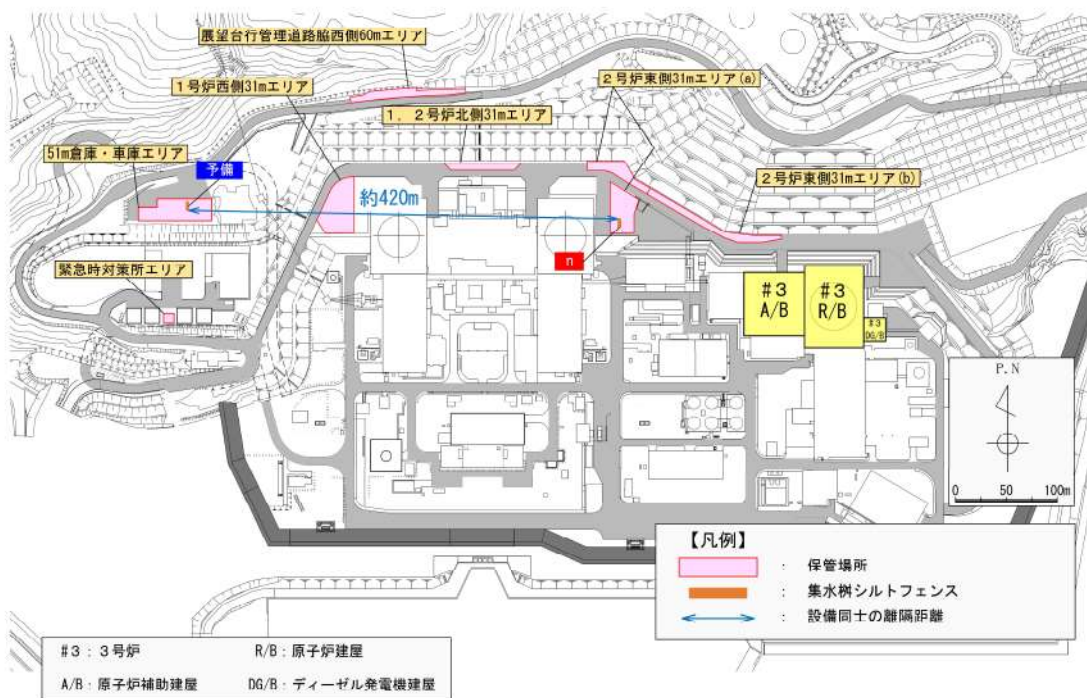 展望台行管理道路脇西側60mエリア
1号炉西側31mエリア
2号炉東側31mエリア(a)
1．2号炉北側31mエリア
51m倉庫・車庫エリア
予備
2号炉東側31mエリア(b)
約420m
n
緊急時対策所エリア
#3
A/B
#3
R/B
#3
DG/B
P.N
0 50 100m
【凡例】
： 保管場所
： 集水桝シルトフェンス
： 設備同士の離隔距離
#3：3号炉 R/B：原子炉建屋
A/B：原子炉補助建屋 DG/B：ディーゼル発電機建屋